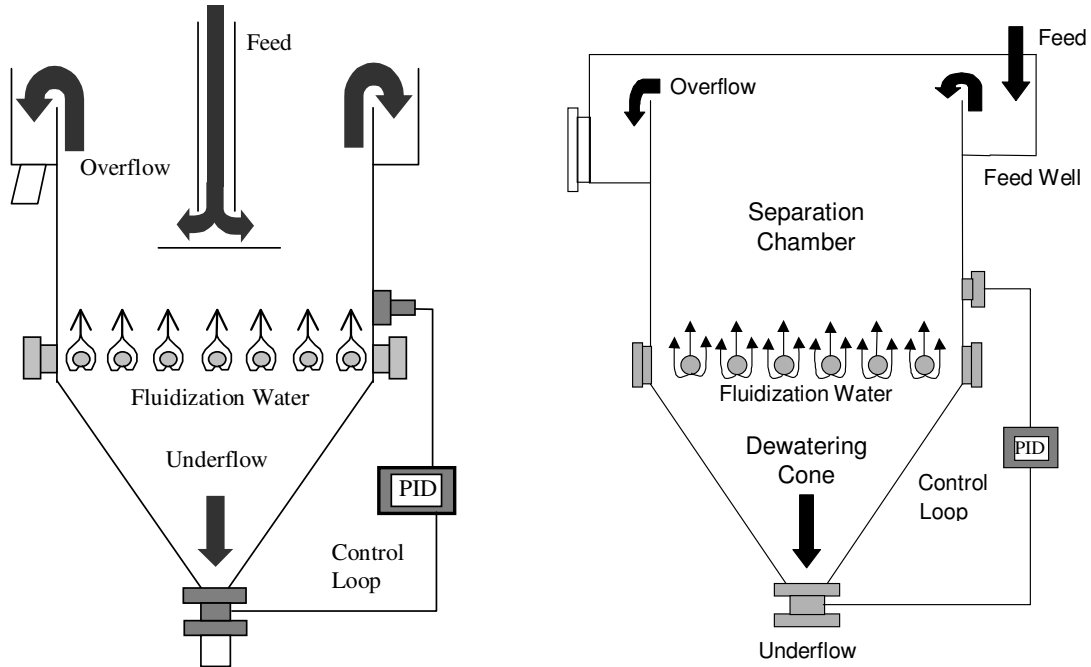 Feed
Overflow
Fluidization Water
Underflow
PID
Control
Loop
Feed
Overflow
Feed Well
Separation
Chamber
Fluidization Water
Dewatering
Cone
PID
Control
Loop
Underflow